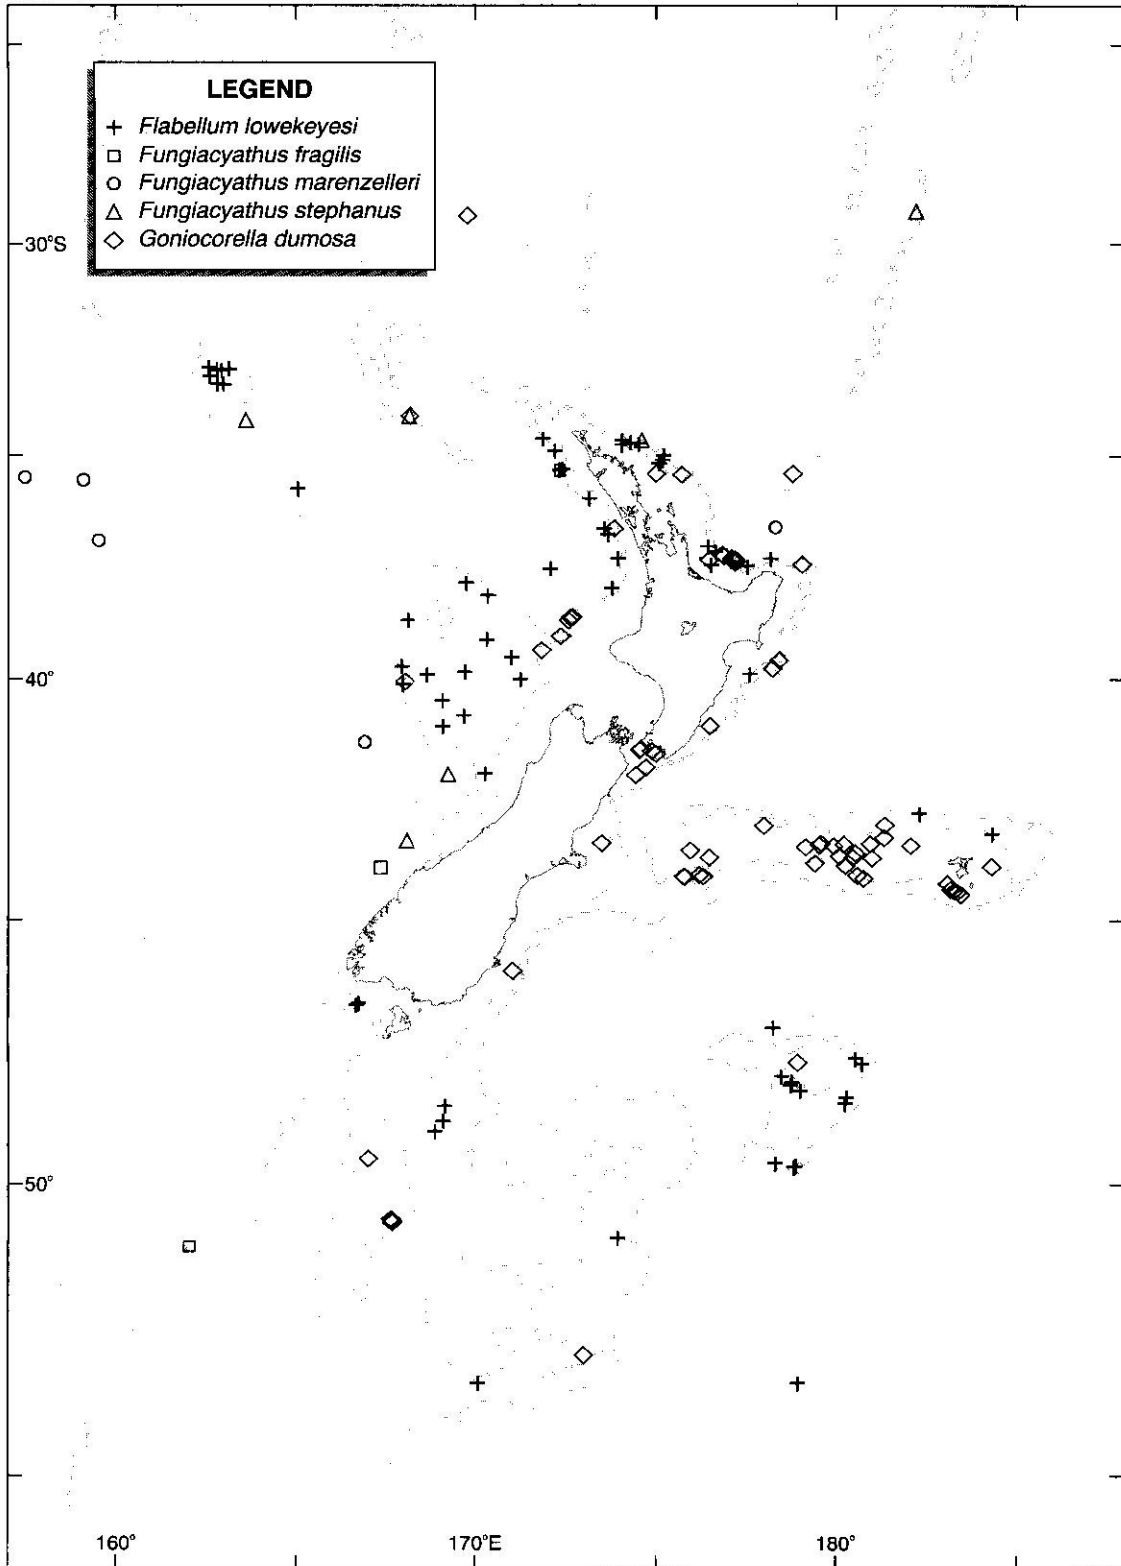 LEGEND
Flabellum lowekeyesi
Fungiacyathus fragilis
Fungiacyathus marenzelleri
Fungiacyathus stephanus
Goniocorella dumosa
30°S
40°
50°
160°
170°E
180°